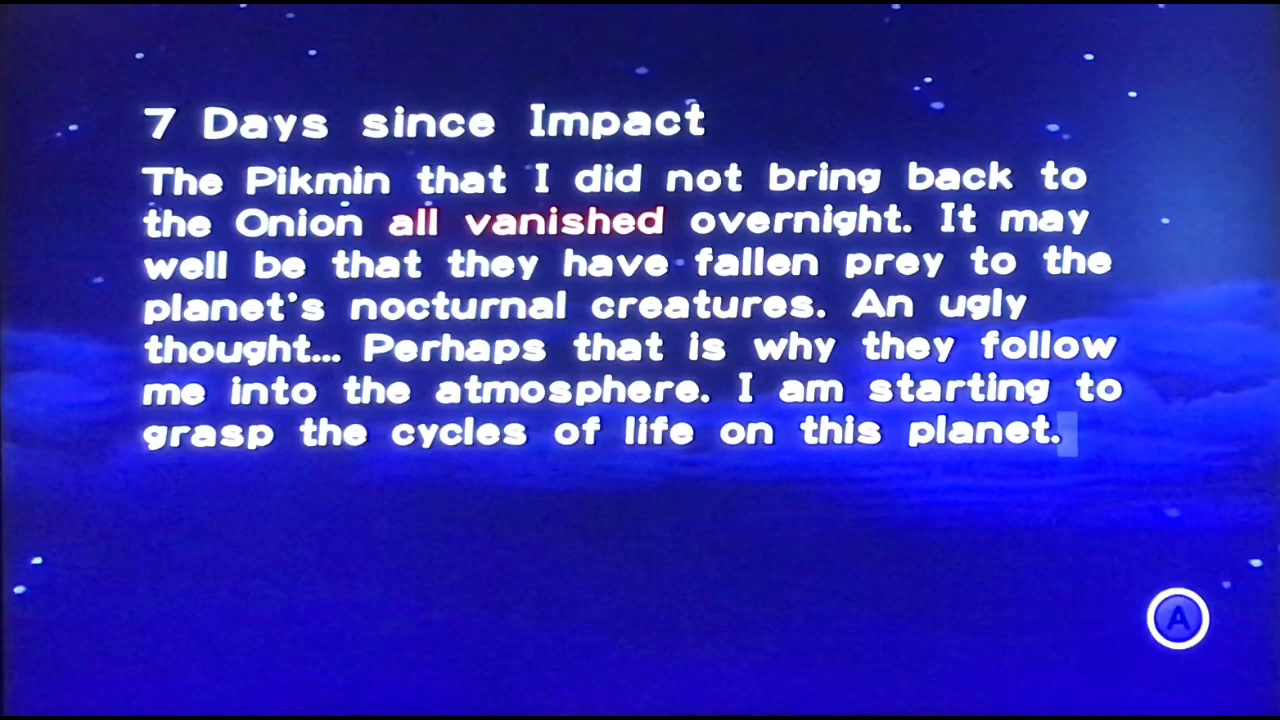 7 Days since Impact
The Pikmin that I did not bring back to
the Onion all vanished overnight. It may
well be that they have fallen prey to the
planet's nocturnal creatures. An ugly
thought... Perhaps that is why they follow
me into the atmosphere. I am starting to
grasp the cycles of life on this planet.
A